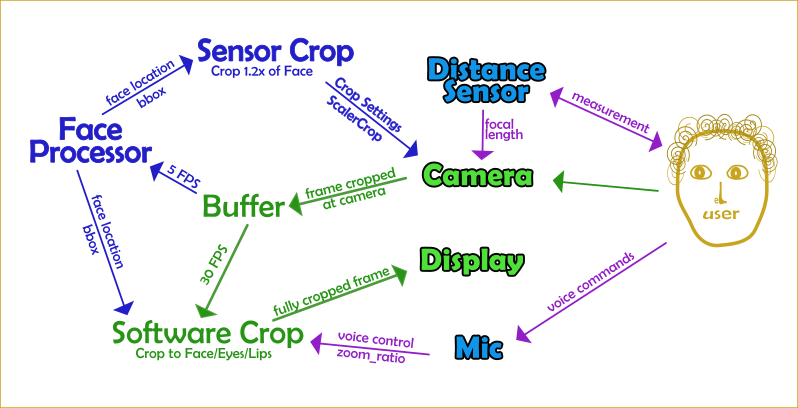 Sensor Crop
Crop 1.2x of Face
face location
bbox
Crop Settings
ScalerCrop
Distance
Sensor
measurement
focal
length
Face
Processor
5 FPS
frame cropped
at camera
Camera
Buffer
user
face location
bbox
30 FPS
Display
fully cropped frame
voice commands
Software Crop
Crop to Face/Eyes/Lips
voice control
zoom_ratio
Mic